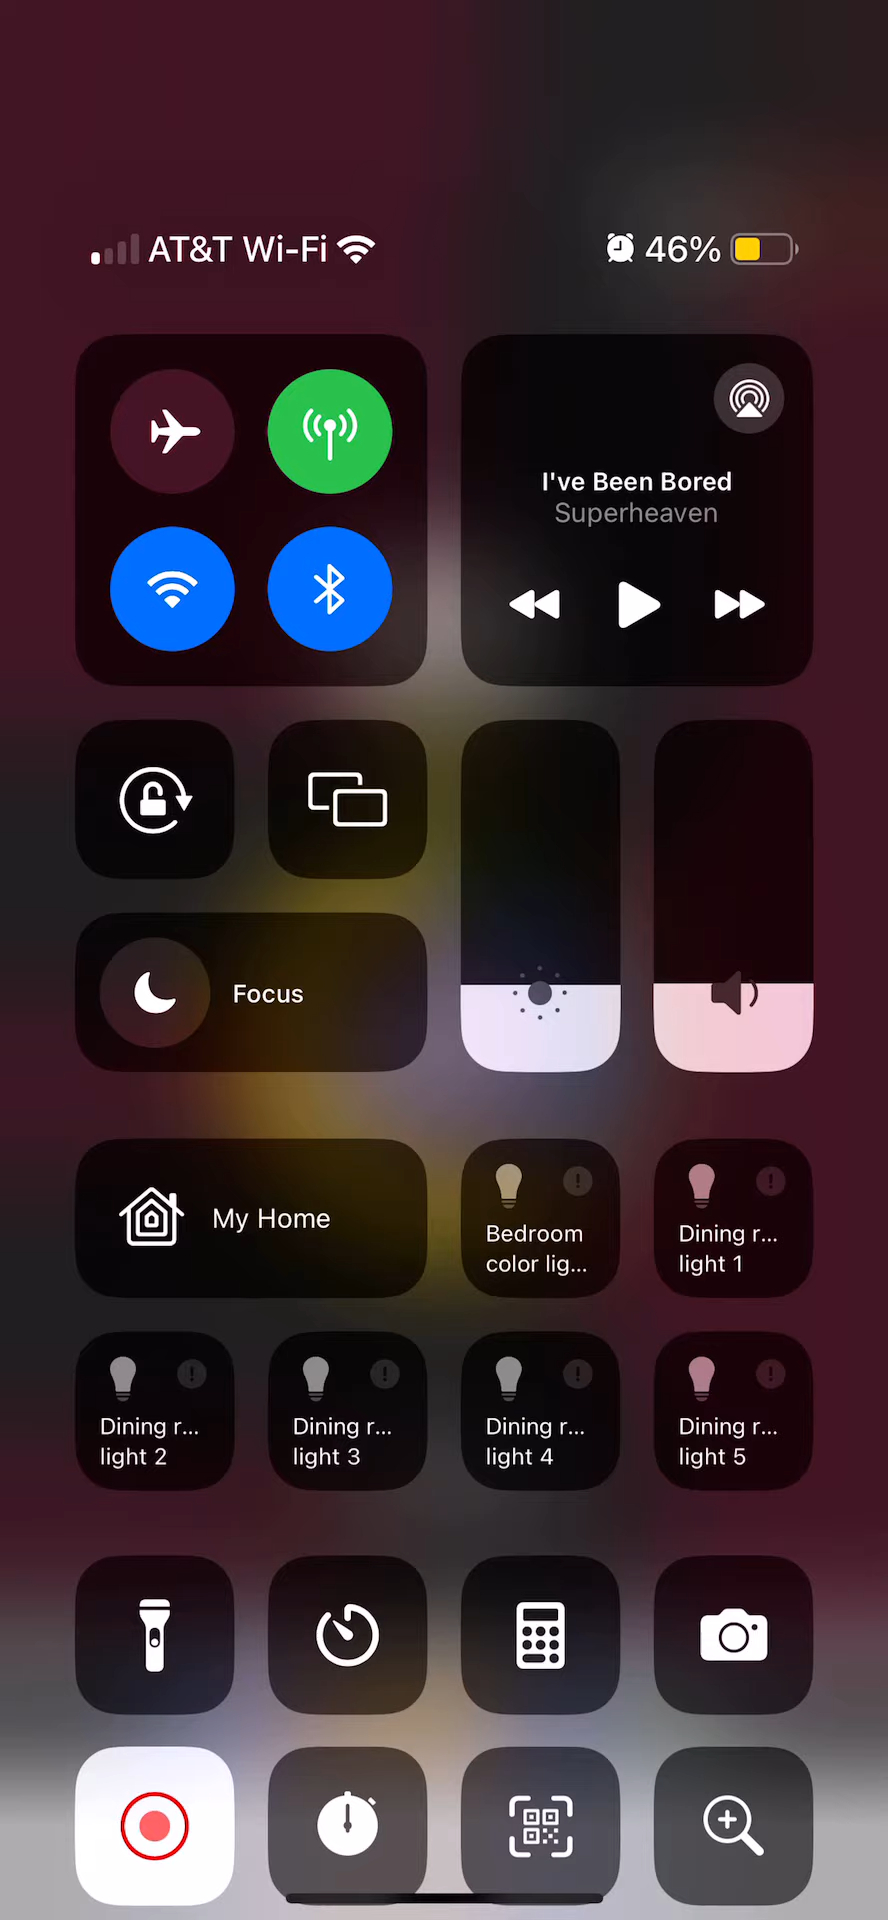 AT&T Wi-Fi 46%
I've Been Bored
Superheaven
Focus
My Home
Bedroom
color lig...
Dining r...
light 1
Dining r...
light 2
Dining r...
light 3
Dining r...
light 4
Dining r...
light 5